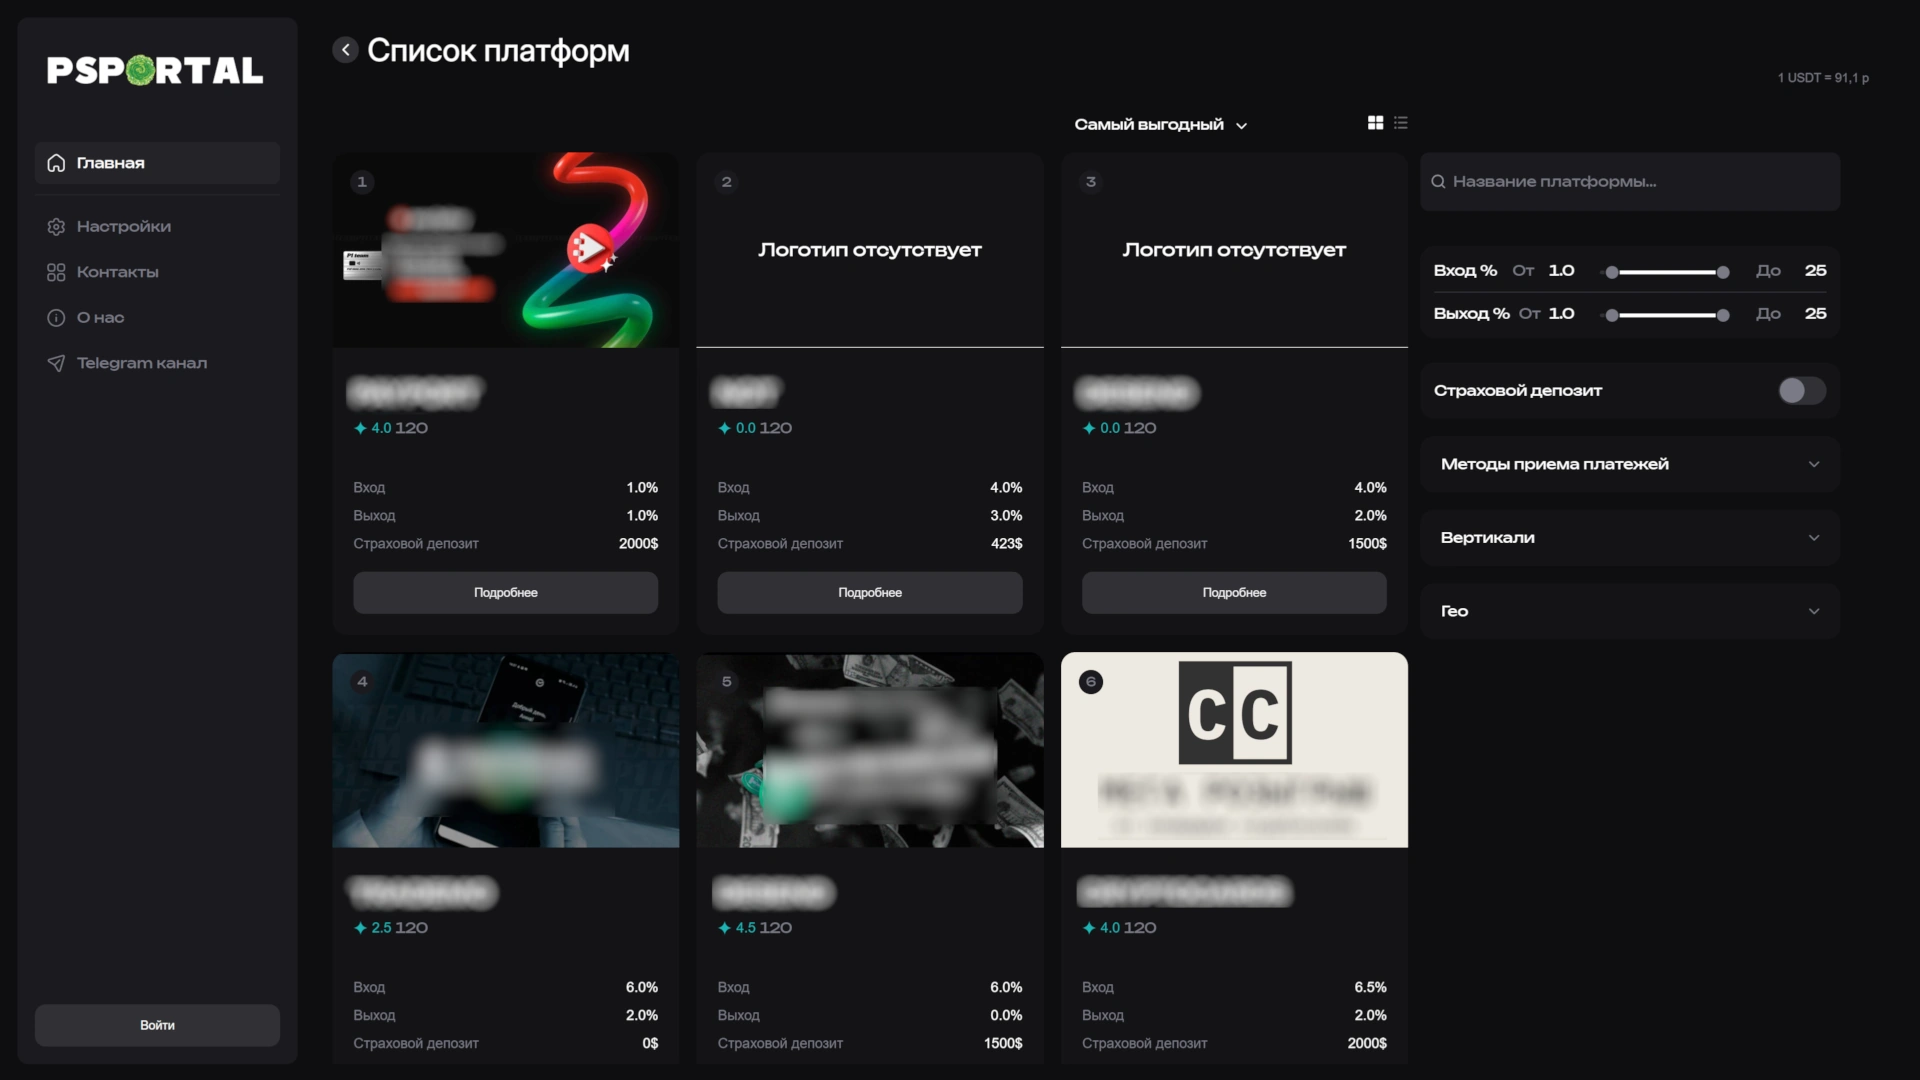 PSPORTAL
Главная
Настройки
Контакты
О нас
Telegram канал
Войти
Список платформ
1 USDT = 91,1 р
Самый выгодный
1
4.0 120
Вход 1.0%
Выход 1.0%
Страховой депозит 2000$
Подробнее
2
Логотип отсутствует
0.0 120
Вход 4.0%
Выход 3.0%
Страховой депозит 423$
Подробнее
3
Логотип отсутствует
0.0 120
Вход 4.0%
Выход 2.0%
Страховой депозит 1500$
Подробнее
4
2.5 120
Вход 6.0%
Выход 2.0%
Страховой депозит 0$
5
4.5 120
Вход 6.0%
Выход 0.0%
Страховой депозит 1500$
6
CC
4.0 120
Вход 6.5%
Выход 2.0%
Страховой депозит 2000$
Название платформы...
Вход % От 1.0 До 25
Выход % От 1.0 До 25
Страховой депозит
Методы приема платежей
Вертикали
Гео